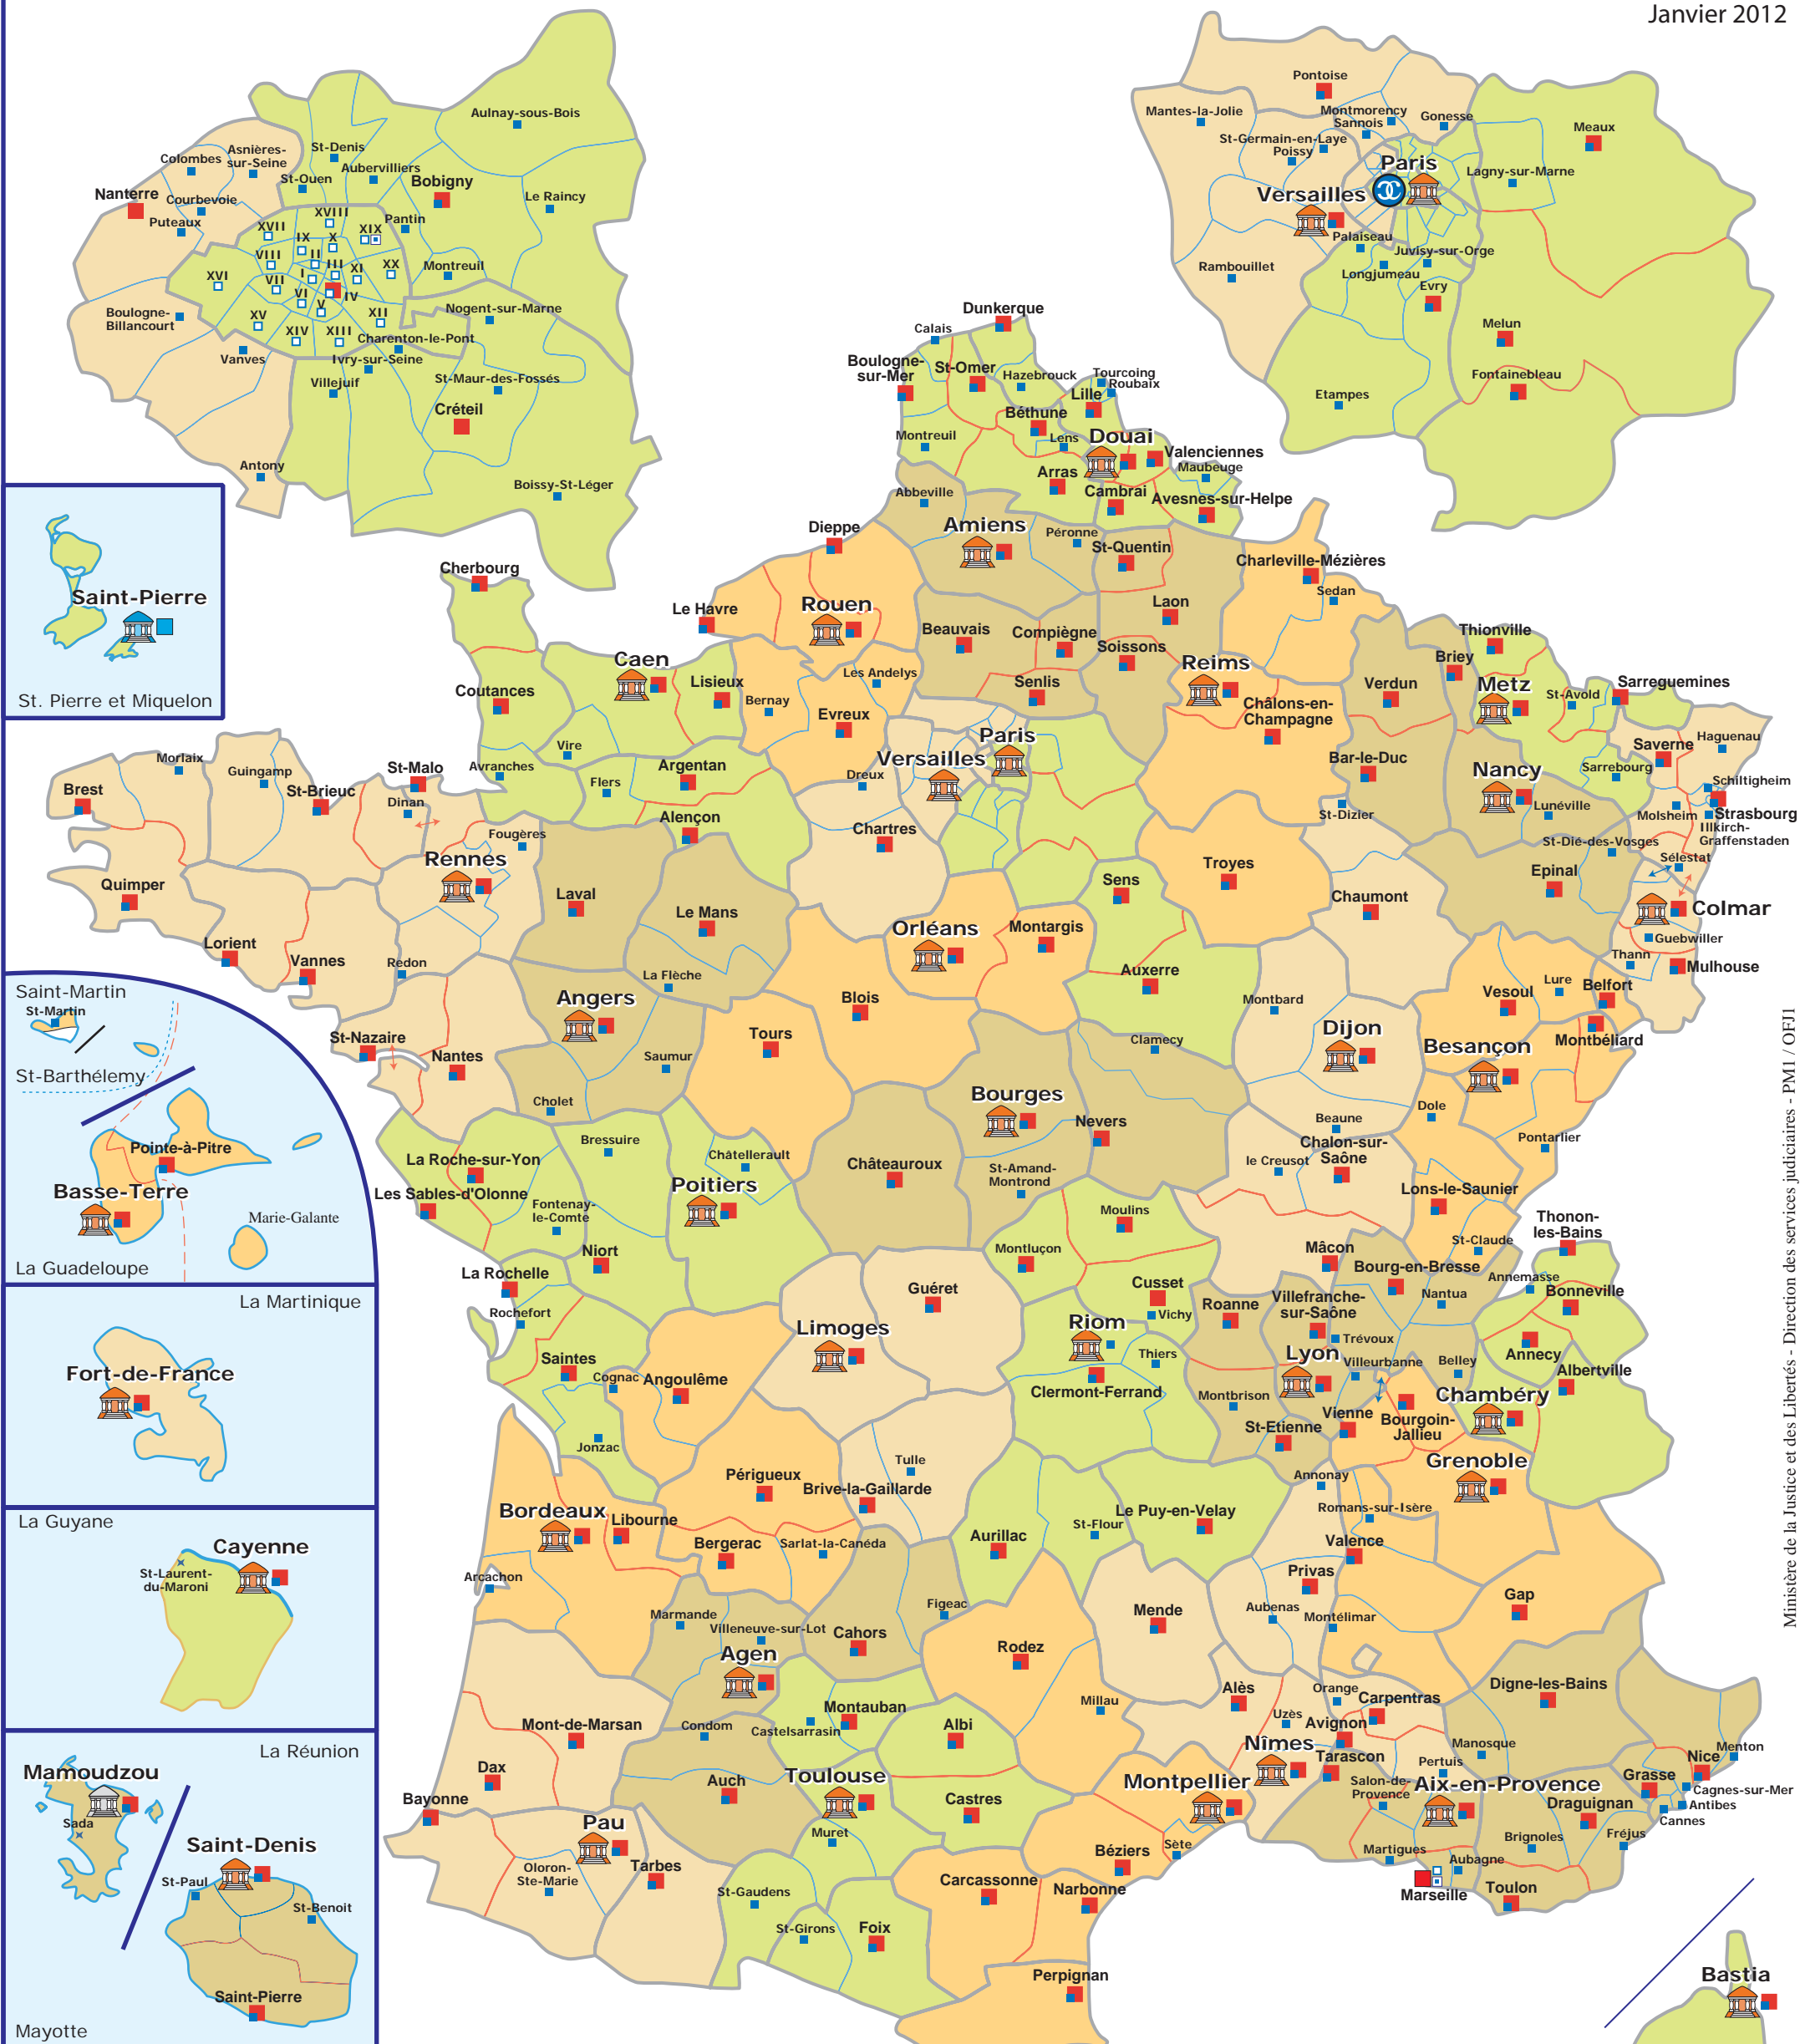 Janvier 2012
Aulnay-sous-Bois
St-Denis
Asnières-
sur-Seine
Colombes
Aubervilliers
St-Ouen
Bobigny
Nanterre
Courbevoie
Le Raincy
Puteaux
XVIII
Pantin
XVII
XIX
IX
X
VIII
II
III
XI
XX
Montreuil
XVI
VII
I
VI
IV
V
XV
XII
Nogent-sur-Marne
Boulogne-
Billancourt
XIV
XIII
Charenton-le-Pont
Vanves
Ivry-sur-Seine
Villejuif
St-Maur-des-Fossés
Créteil
Antony
Boissy-St-Léger
Pontoise
Mantes-la-Jolie
Montmorency
Sannois
Gonesse
Meaux
St-Germain-en-Laye
Poissy
Paris
Lagny-sur-Marne
Versailles
Palaiseau
Juvisy-sur-Orge
Rambouillet
Longjumeau
Evry
Melun
Fontainebleau
Etampes
Saint-Pierre
St. Pierre et Miquelon
Dunkerque
Calais
Boulogne-
sur-Mer
St-Omer
Hazebrouck
Tourcoing
Roubaix
Lille
Béthune
Montreuil
Lens
Douai
Valenciennes
Maubeuge
Arras
Cambrai
Avesnes-sur-Helpe
Abbeville
Amiens
Péronne
St-Quentin
Dieppe
Charleville-Mézières
Sedan
Cherbourg
Le Havre
Rouen
Beauvais
Compiègne
Laon
Soissons
Thionville
Briey
Caen
Lisieux
Les Andelys
Bernay
Senlis
Reims
Verdun
Metz
St-Avold
Sarreguemines
Coutances
Evreux
Châlons-en-
Champagne
Vire
Avranches
Flers
Argentan
Versailles
Paris
Dreux
Bar-le-Duc
Nancy
Saverne
Haguenau
Sarrebourg
Schiltigheim
Morlaix
Guingamp
St-Malo
Brest
St-Brieuc
Dinan
Alençon
Chartres
St-Dizier
Lunéville
Molsheim
Strasbourg
Illkirch-
Graffenstaden
St-Dié-des-Vosges
Sélestat
Fougères
Rennes
Quimper
Laval
Le Mans
Sens
Troyes
Chaumont
Epinal
Colmar
Orléans
Montargis
Guebwiller
Thann
Mulhouse
Lorient
Vannes
Redon
La Flèche
Auxerre
Vesoul
Lure
Belfort
Angers
Blois
Montbard
St-Nazaire
Nantes
Tours
Saumur
Clamecy
Dijon
Besançon
Montbéliard
Cholet
Bourges
Nevers
Beaune
Dole
Pontarlier
Bressuire
Châtellerault
Châteauroux
St-Amand-
Montrond
Chalon-sur-
Saône
le Creusot
La Roche-sur-Yon
Les Sables-d'Olonne
Fontenay-
le-Comte
Poitiers
Moulins
Lons-le-Saunier
Thonon-
les-Bains
St-Claude
Niort
La Rochelle
Rochefort
Montluçon
Cusset
Vichy
Mâcon
Bourg-en-Bresse
Annemasse
Nantua
Bonneville
Guéret
Roanne
Villefranche-
sur-Saône
Trévoux
Limoges
Riom
Thiers
Lyon
Villeurbanne
Belley
Annecy
Albertville
Saintes
Cognac
Angoulême
Clermont-Ferrand
Montbrison
Chambéry
Jonzac
St-Etienne
Vienne
Bourgoin-
Jallieu
Tulle
Périgueux
Brive-la-Gaillarde
Annonay
Grenoble
Bordeaux
Libourne
Aurillac
St-Flour
Le Puy-en-Velay
Romans-sur-Isère
Valence
Bergerac
Sarlat-la-Canéda
Arcachon
Privas
Marmande
Villeneuve-sur-Lot
Figeac
Mende
Aubenas
Montélimar
Gap
Agen
Cahors
Rodez
Orange
Carpentras
Digne-les-Bains
Mont-de-Marsan
Condom
Castelsarrasin
Montauban
Albi
Millau
Alès
Uzès
Avignon
Nîmes
Tarascon
Manosque
Pertuis
Menton
Nice
Dax
Auch
Toulouse
Castres
Montpellier
Salon-de-
Provence
Aix-en-Provence
Grasse
Cagnes-sur-Mer
Antibes
Cannes
Bayonne
Pau
Muret
Béziers
Sète
Draguignan
Brignoles
Fréjus
Oloron-
Ste-Marie
Tarbes
St-Gaudens
Carcassonne
Narbonne
Martigues
Aubagne
Marseille
Toulon
St-Girons
Foix
Perpignan
Bastia
Saint-Martin
St-Martin
St-Barthélemy
Pointe-à-Pitre
Basse-Terre
Marie-Galante
La Guadeloupe
La Martinique
Fort-de-France
La Guyane
Cayenne
St-Laurent-
du-Maroni
La Réunion
Mamoudzou
Sada
Saint-Denis
St-Paul
St-Benoit
Saint-Pierre
Mayotte
Ministère de la Justice et des Libertés - Direction des services judiciaires - PM1 / OFJ1